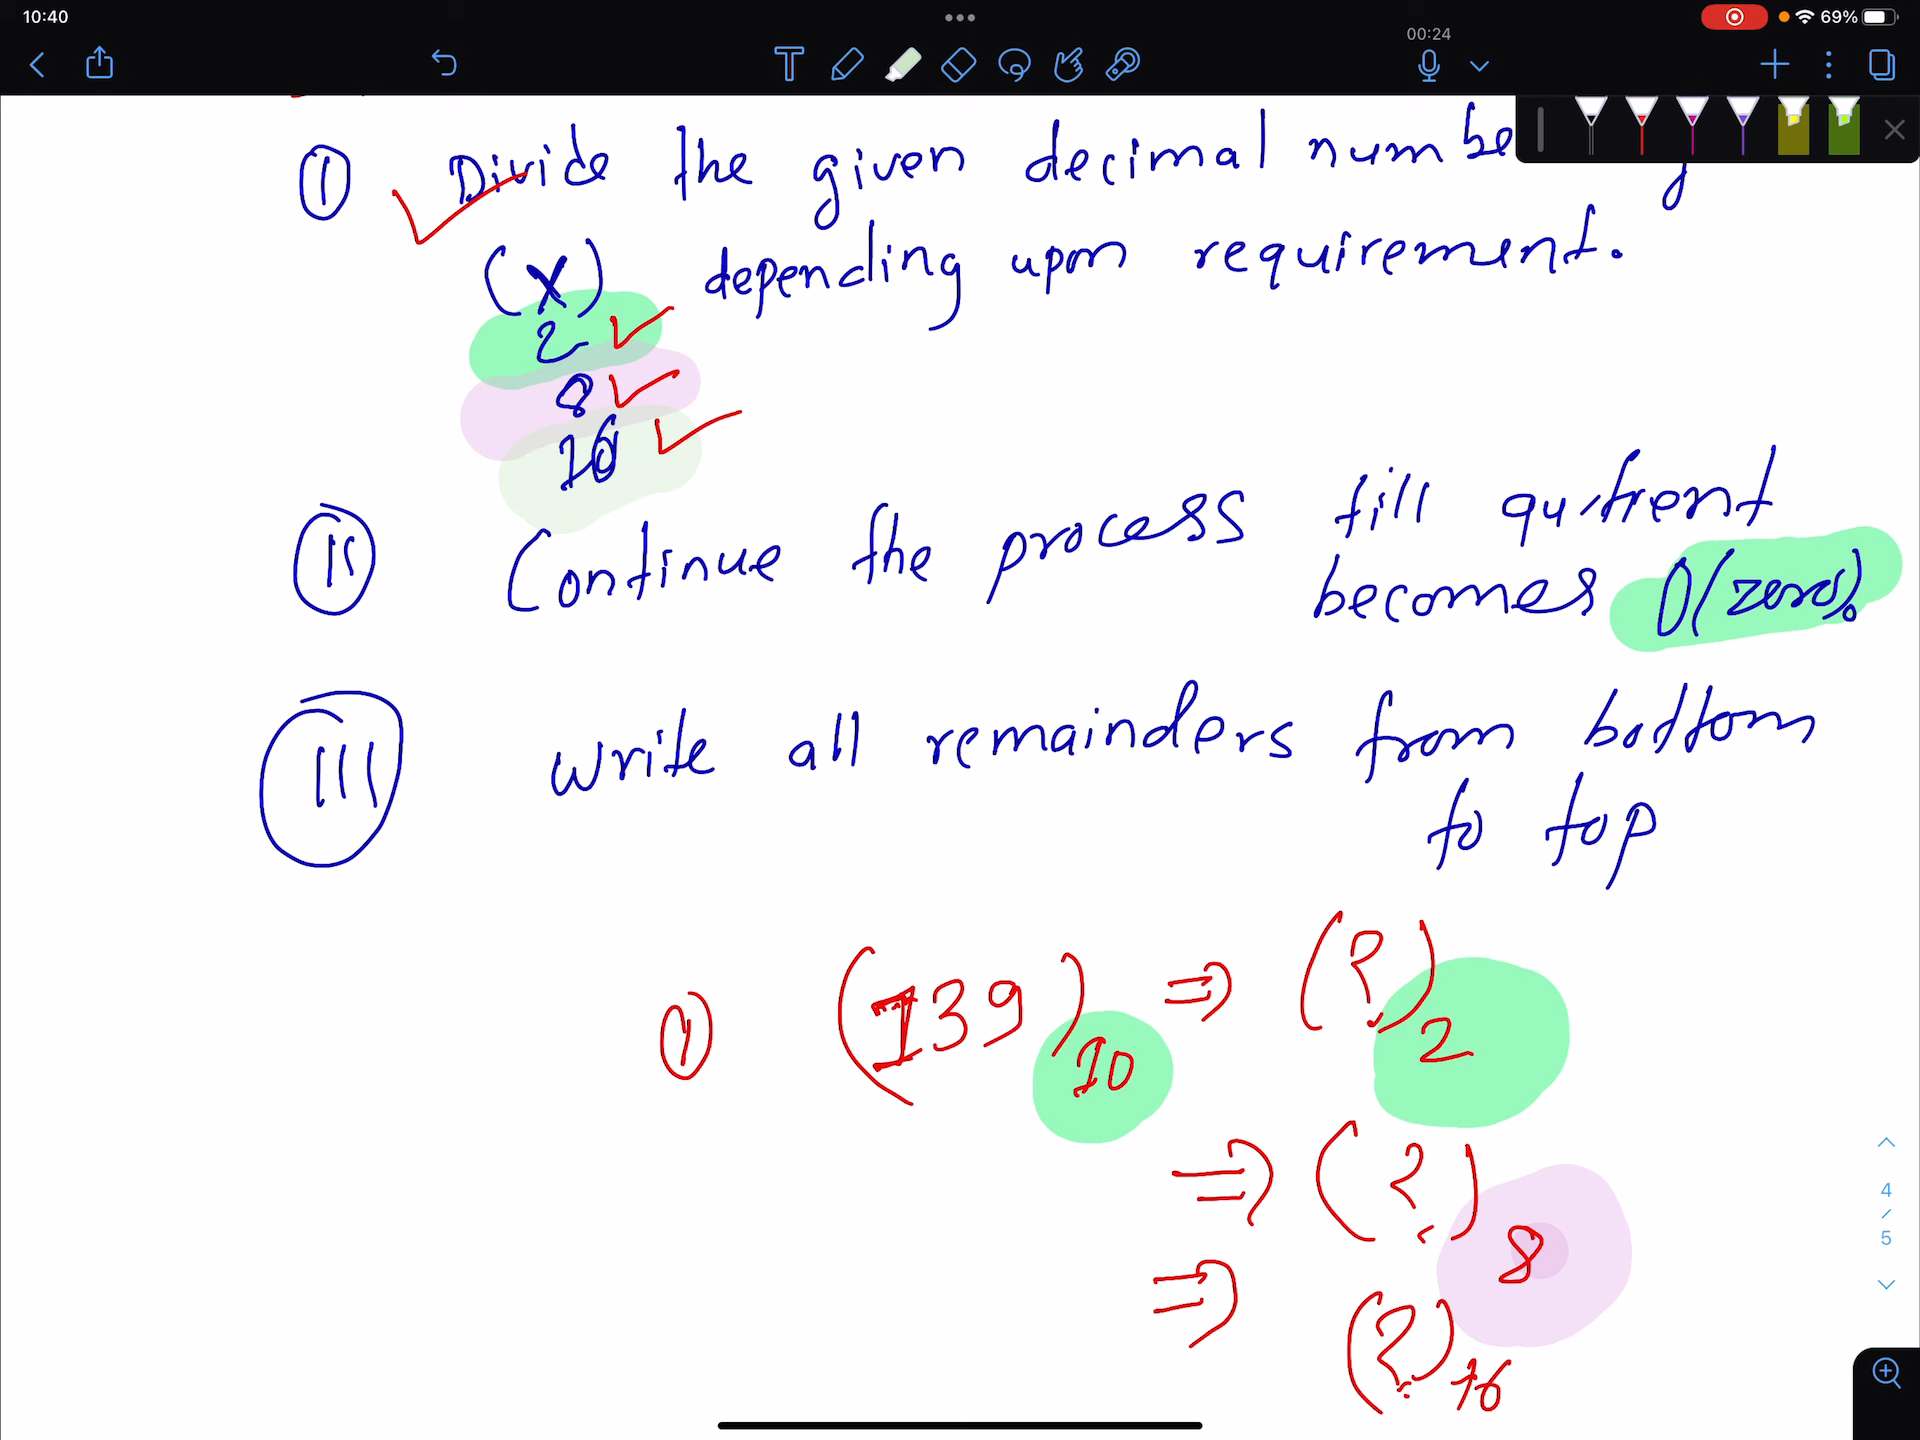 10:40
69%
00:24
① Divide the given decimal numbe
(X) depending upon requirement.
2
8
16
II Continue the process till qutient
becomes 0(zero).
III write all remainders from bottom
to top
① (139)10 ⇒ (?)2
⇒ (?)8
⇒ (?)16
4
/
5